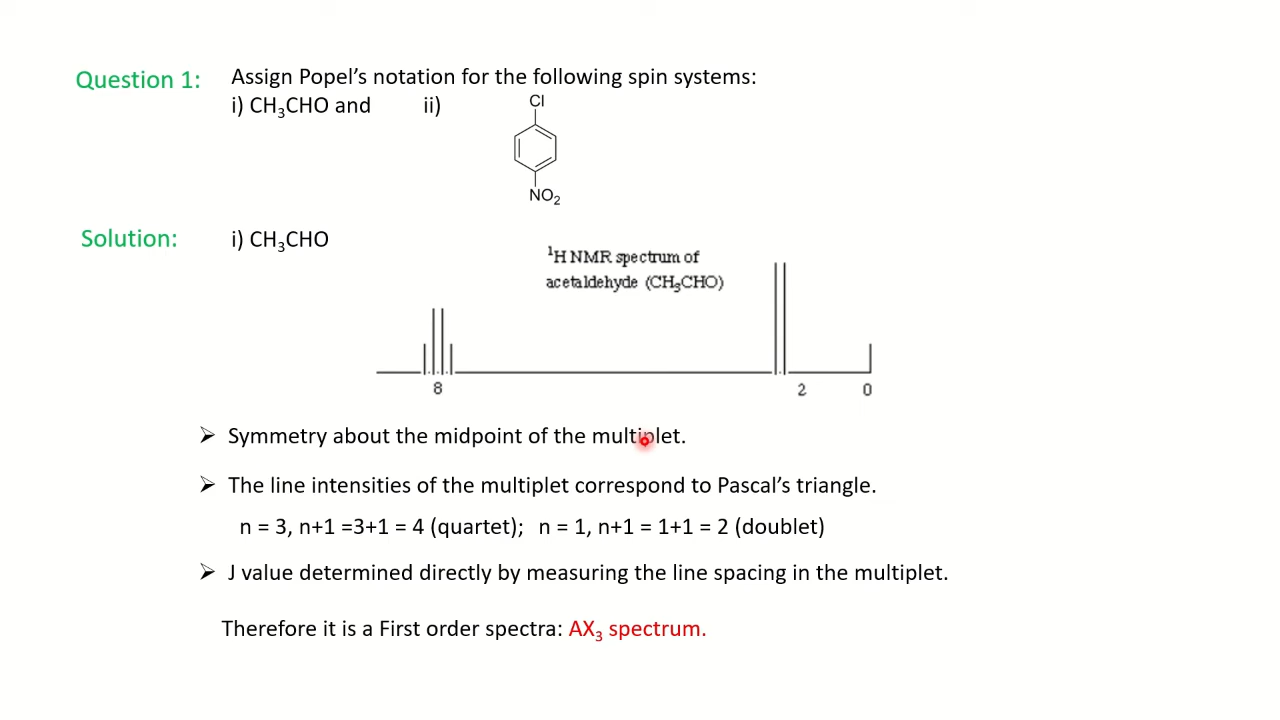 Question 1: Assign Popel's notation for the following spin systems:
i) CH₃CHO and ii)
Cl
NO₂
Solution: i) CH₃CHO
¹H NMR spectrum of
acetaldehyde (CH₃CHO)
8 2 0
➢ Symmetry about the midpoint of the multiplet.
➢ The line intensities of the multiplet correspond to Pascal's triangle.
n = 3, n+1 =3+1 = 4 (quartet); n = 1, n+1 = 1+1 = 2 (doublet)
➢ J value determined directly by measuring the line spacing in the multiplet.
Therefore it is a First order spectra: AX₃ spectrum.